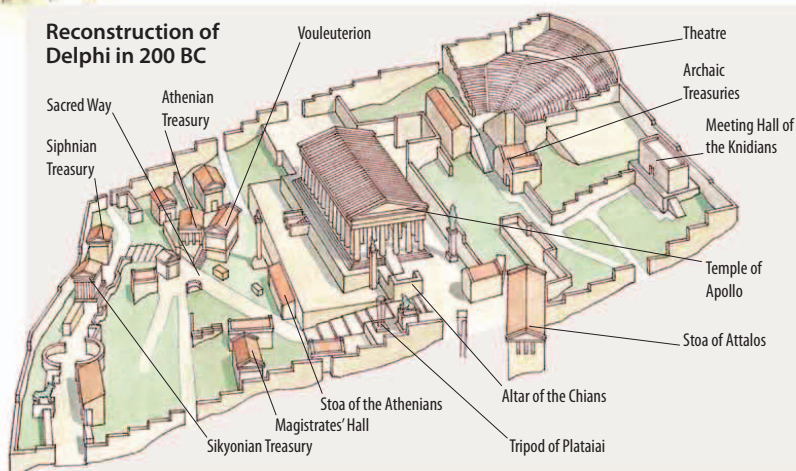 Reconstruction of
Delphi in 200 BC
Vouleuterion
Theatre
Sacred Way
Athenian
Treasury
Archaic
Treasuries
Siphnian
Treasury
Meeting Hall of
the Knidians
Temple of
Apollo
Stoa of Attalos
Altar of the Chians
Stoa of the Athenians
Magistrates' Hall
Sikyonian Treasury
Tripod of Plataiai